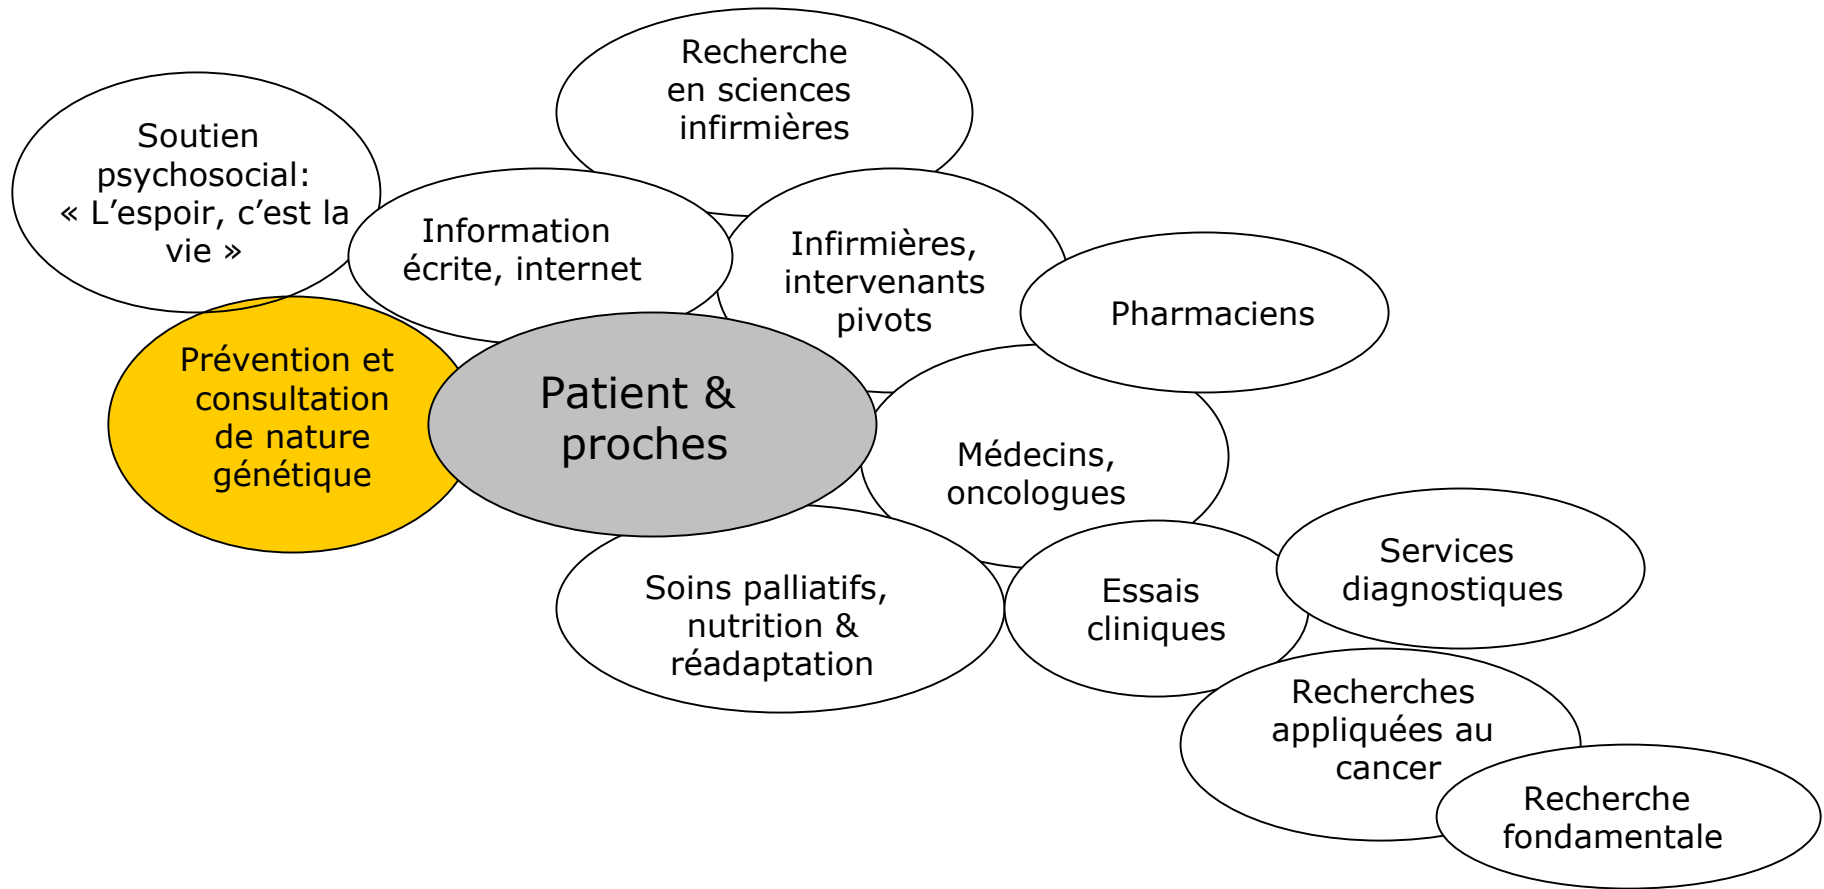 Recherche
en sciences
infirmières
Soutien
psychosocial:
« L’espoir, c’est la
vie »
Information
écrite, internet
Infirmières,
intervenants
pivots
Pharmaciens
Prévention et
consultation
de nature
génétique
Patient &
proches
Médecins,
oncologues
Soins palliatifs,
nutrition &
réadaptation
Essais
cliniques
Services
diagnostiques
Recherches
appliquées au
cancer
Recherche
fondamentale